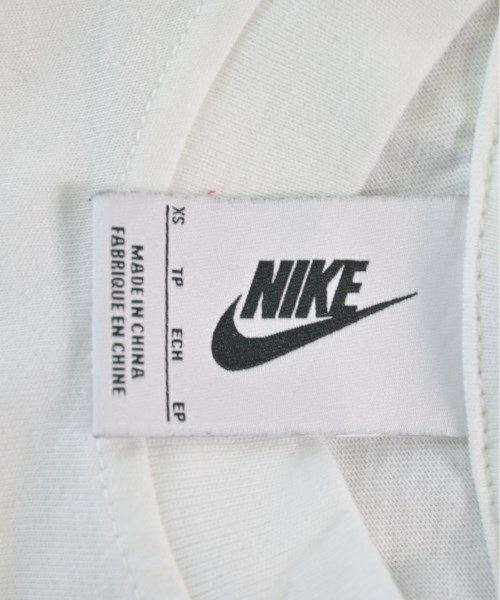 NIKE
XS TP ECH EP
MADE IN CHINA
FABRIQUE EN CHINE